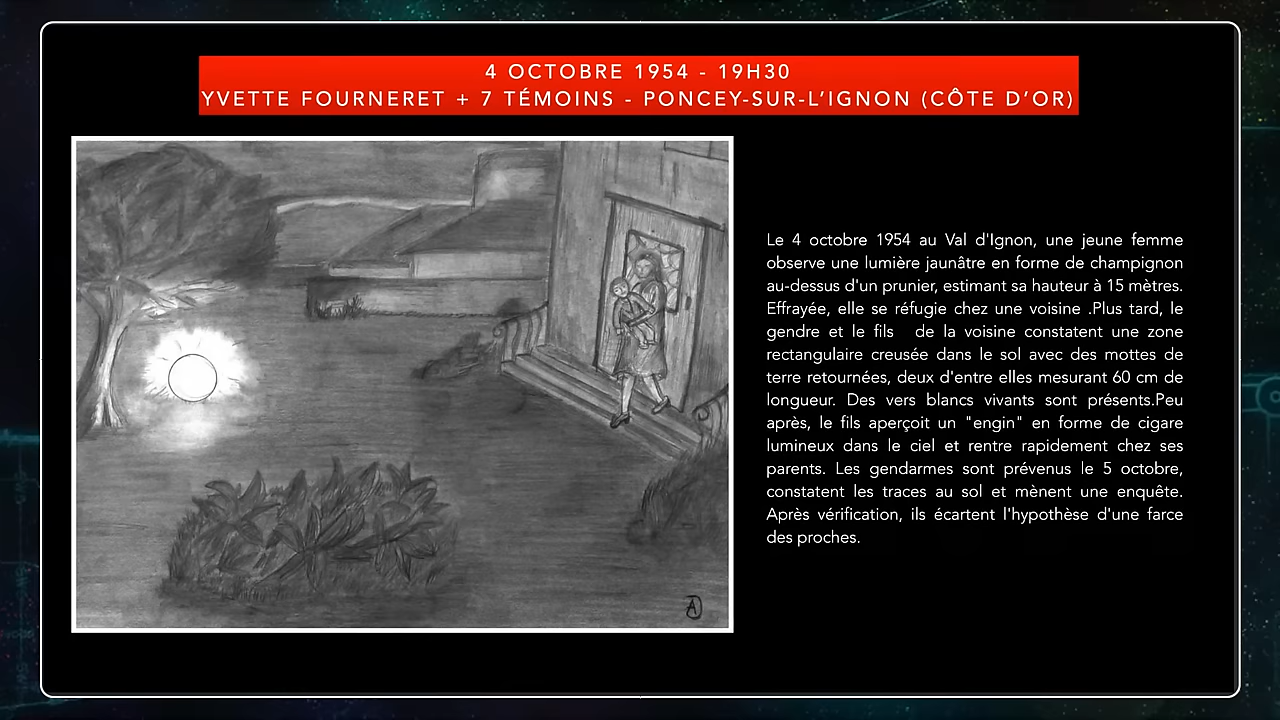 4 OCTOBRE 1954 - 19H30
YVETTE FOURNERET + 7 TÉMOINS - PONCEY-SUR-L’IGNON (CÔTE D’OR)
Le 4 octobre 1954 au Val d'Ignon, une jeune femme
observe une lumière jaunâtre en forme de champignon
au-dessus d'un prunier, estimant sa hauteur à 15 mètres.
Effrayée, elle se réfugie chez une voisine .Plus tard, le
gendre et le fils de la voisine constatent une zone
rectangulaire creusée dans le sol avec des mottes de
terre retournées, deux d'entre elles mesurant 60 cm de
longueur. Des vers blancs vivants sont présents.Peu
après, le fils aperçoit un "engin" en forme de cigare
lumineux dans le ciel et rentre rapidement chez ses
parents. Les gendarmes sont prévenus le 5 octobre,
constatent les traces au sol et mènent une enquête.
Après vérification, ils écartent l'hypothèse d'une farce
des proches.